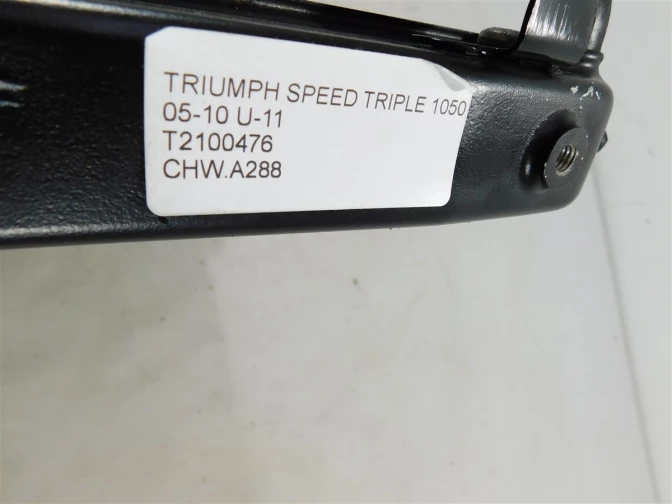 TRIUMPH SPEED TRIPLE 1050
05-10 U-11
T2100476
CHW.A288